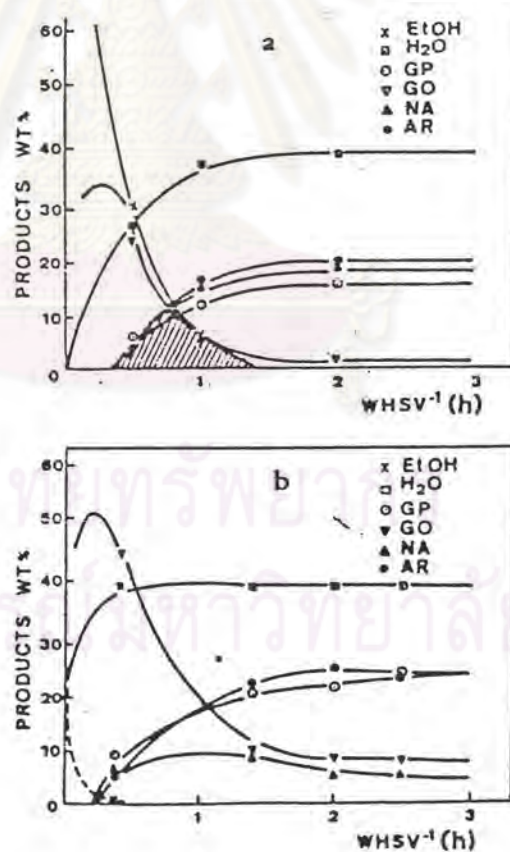 60
50
40
30
20
10
0
PRODUCTS WT%
2
x EtOH
H₂O
GP
GO
NA
AR
1 2 3
WHSV⁻¹ (h)
60
50
40
30
20
10
0
PRODUCTS WT%
b
x EtOH
H₂O
GP
GO
NA
AR
0 1 2 3
WHSV⁻¹ (h)